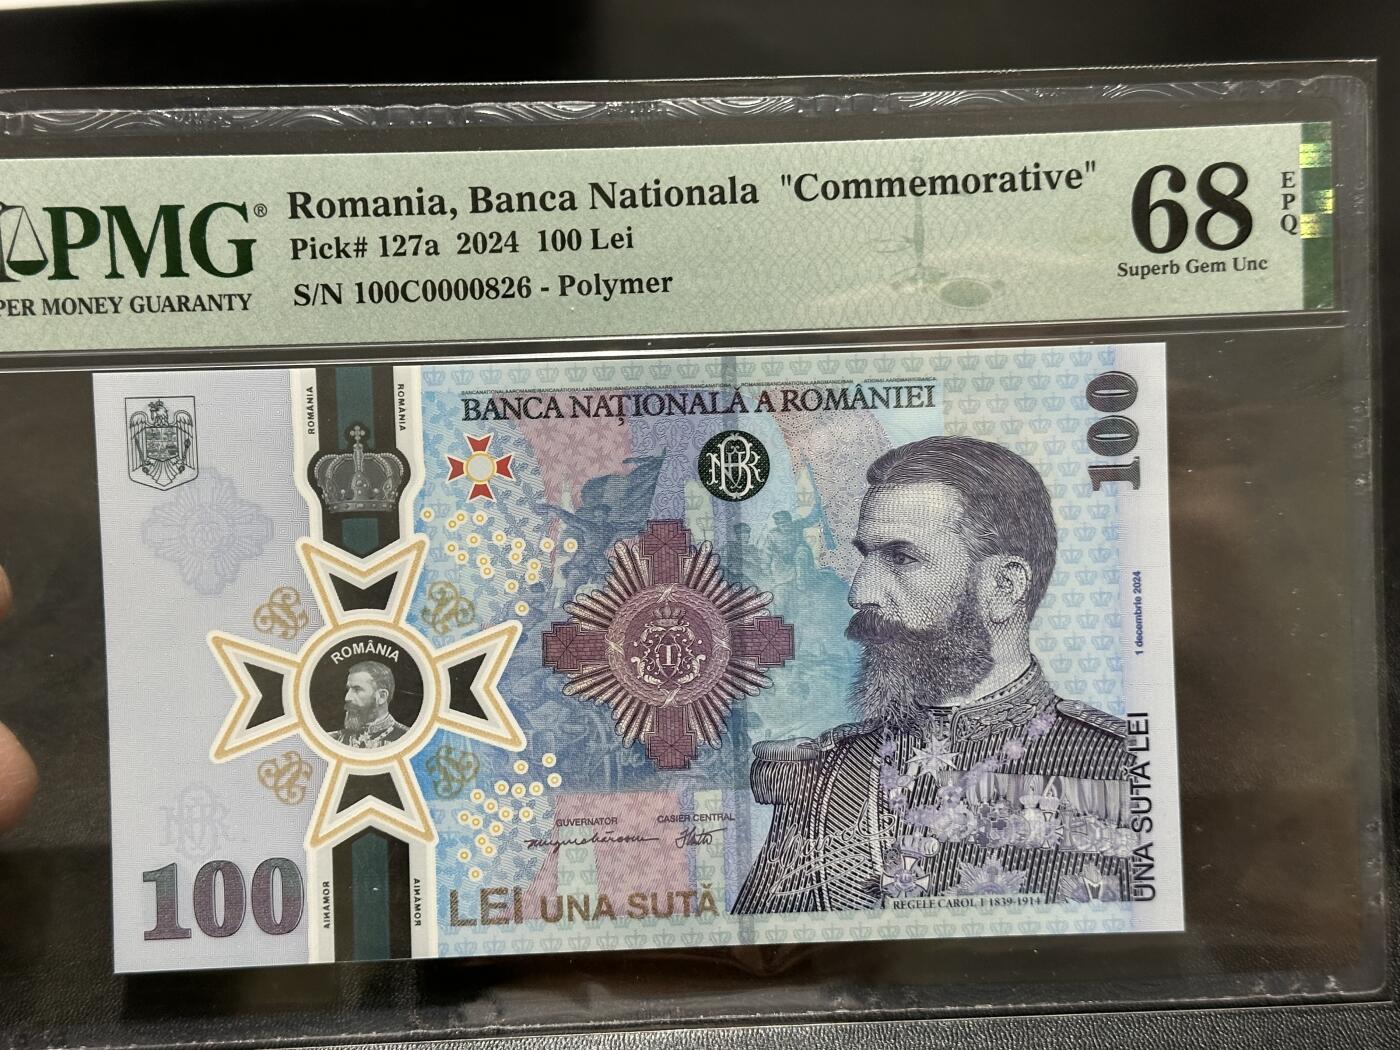 PMG®
PER MONEY GUARANTY
Romania, Banca Nationala "Commemorative"
Pick# 127a 2024 100 Lei
S/N 100C0000826 - Polymer
68
EPQ
Superb Gem Unc
ROMÂNIA
ROMÂNIA
BANCA NAȚIONALĂ A ROMÂNIEI
BNR
100
1 decembrie 2024
ROMÂNIA
I
GUVERNATOR
CASIER CENTRAL
100
LEI UNA SUTĂ
REGELE CAROL I 1839-1914
UNA SUTĂ LEI